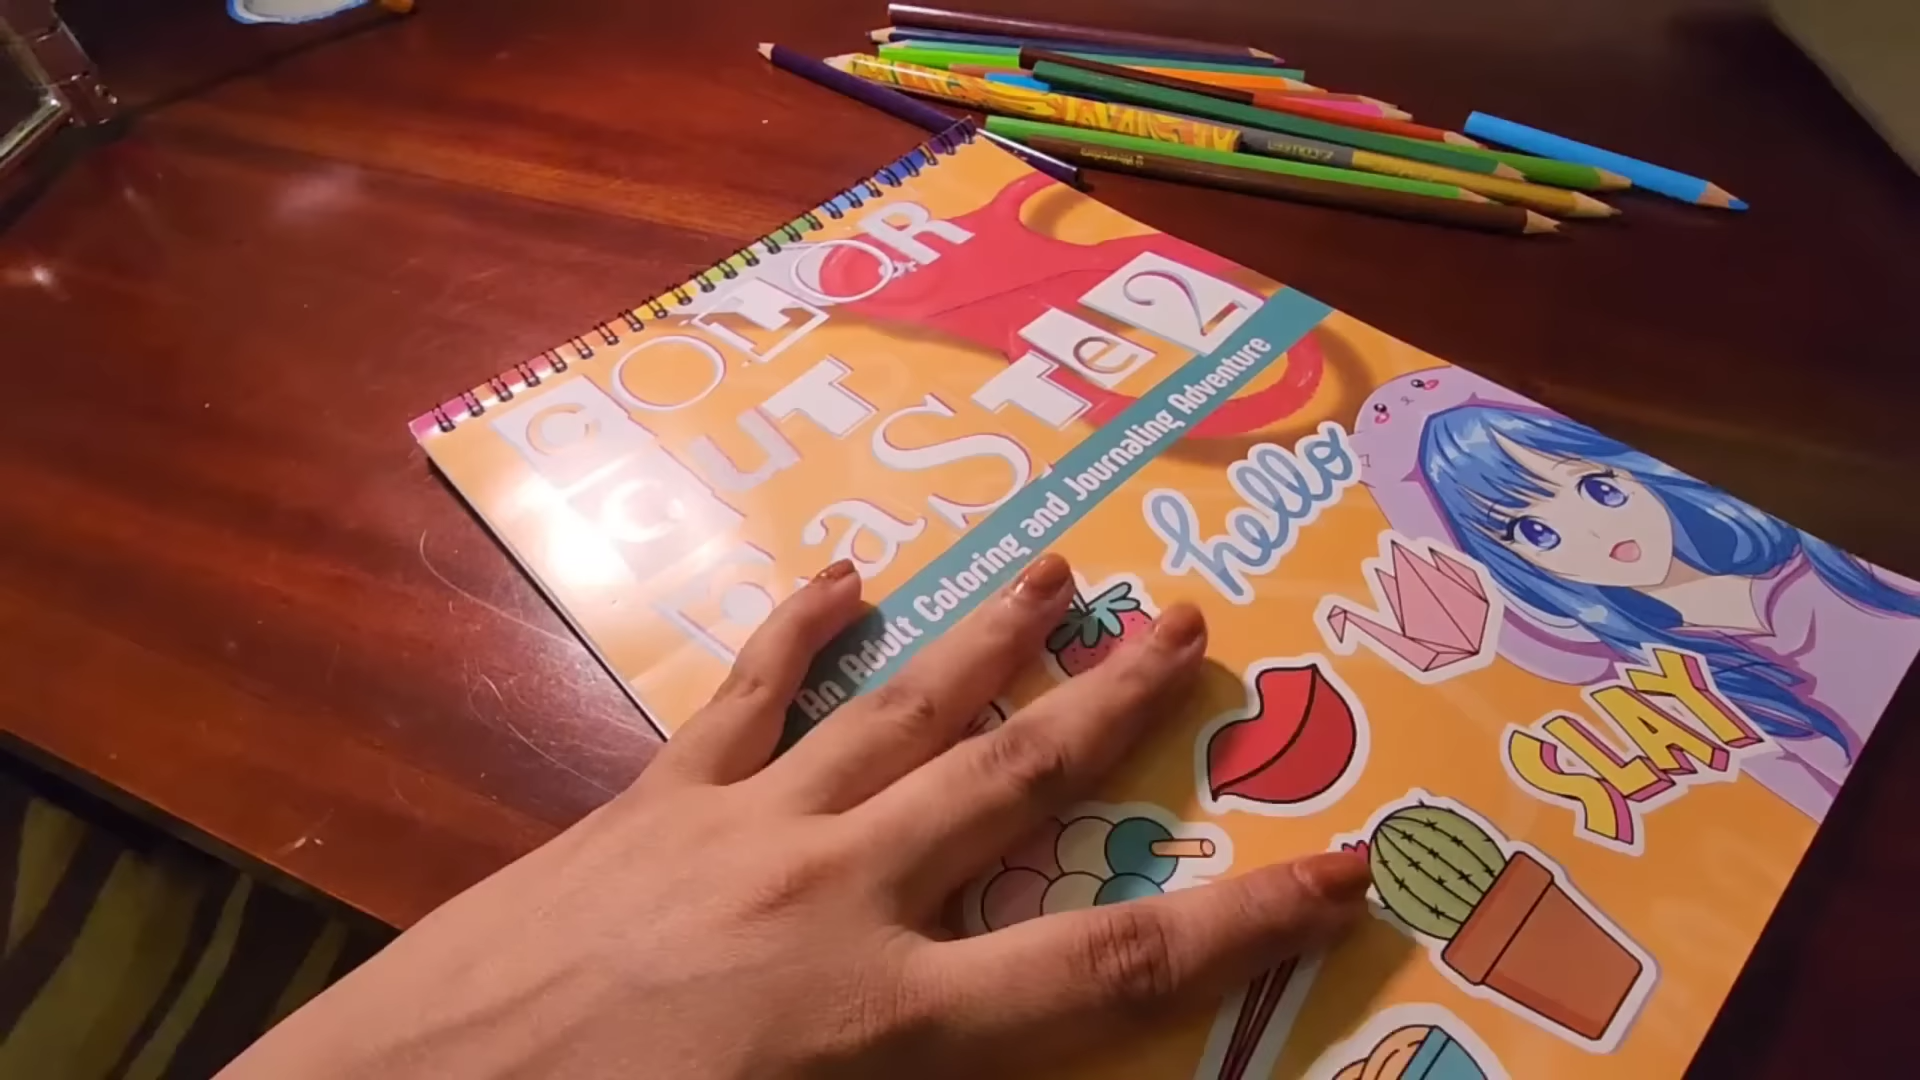 COLOR
CUT
PaSTe 2
An Adult Coloring and Journaling Adventure
hello
SLAY